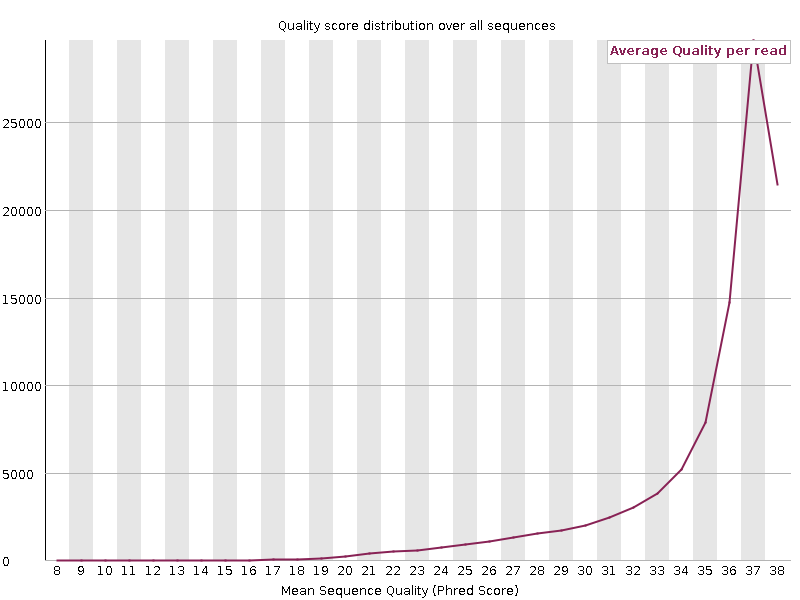 Quality score distribution over all sequences
Average Quality per read
25000
20000
15000
10000
5000
0
8 9 10 11 12 13 14 15 16 17 18 19 20 21 22 23 24 25 26 27 28 29 30 31 32 33 34 35 36 37 38
Mean Sequence Quality (Phred Score)